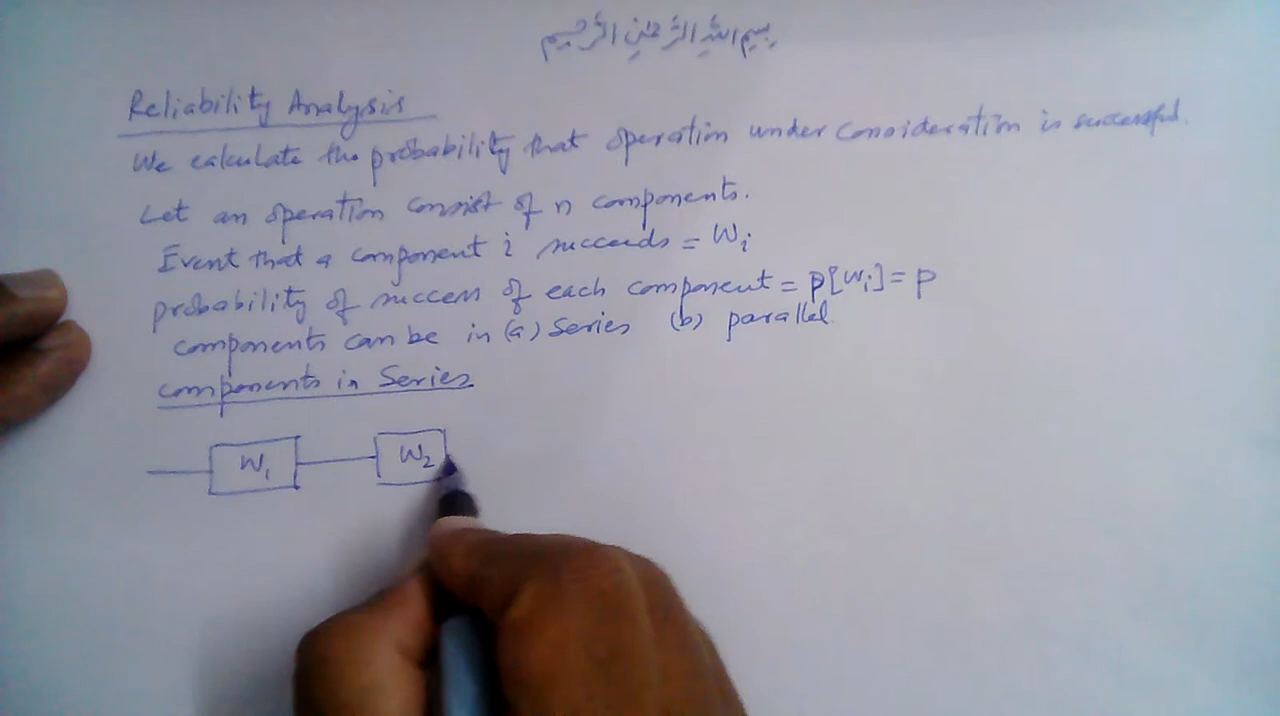 بسم الله الرحمن الرحيم
Reliability Analysis
We calculate the probability that operation under consideration is successful.
Let an operation consist of n components.
Event that a component i succeeds = Wi
probability of success of each component = P[Wi] = p
components can be in (a) Series (b) parallel.
components in Series
W1 W2